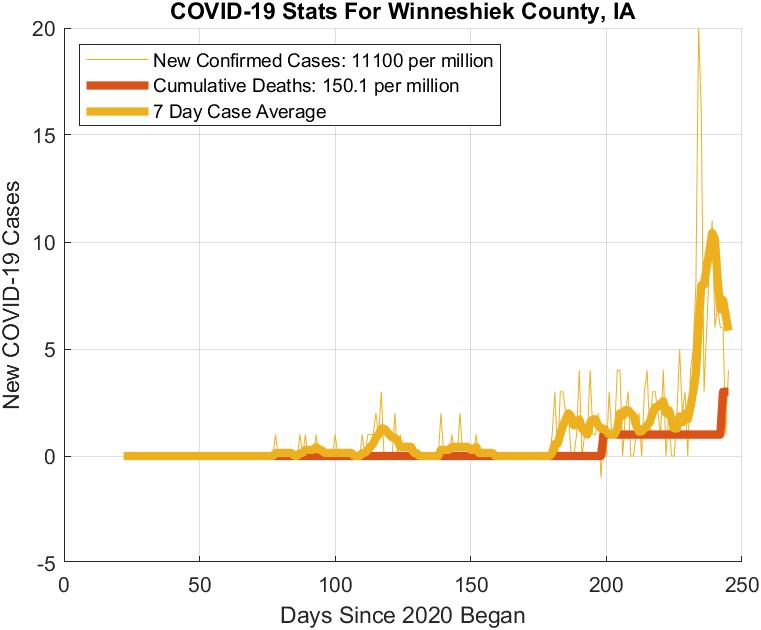 COVID-19 Stats For Winneshiek County, IA
New Confirmed Cases: 11100 per million
Cumulative Deaths: 150.1 per million
7 Day Case Average
New COVID-19 Cases
20
15
10
5
0
-5
0 50 100 150 200 250
Days Since 2020 Began